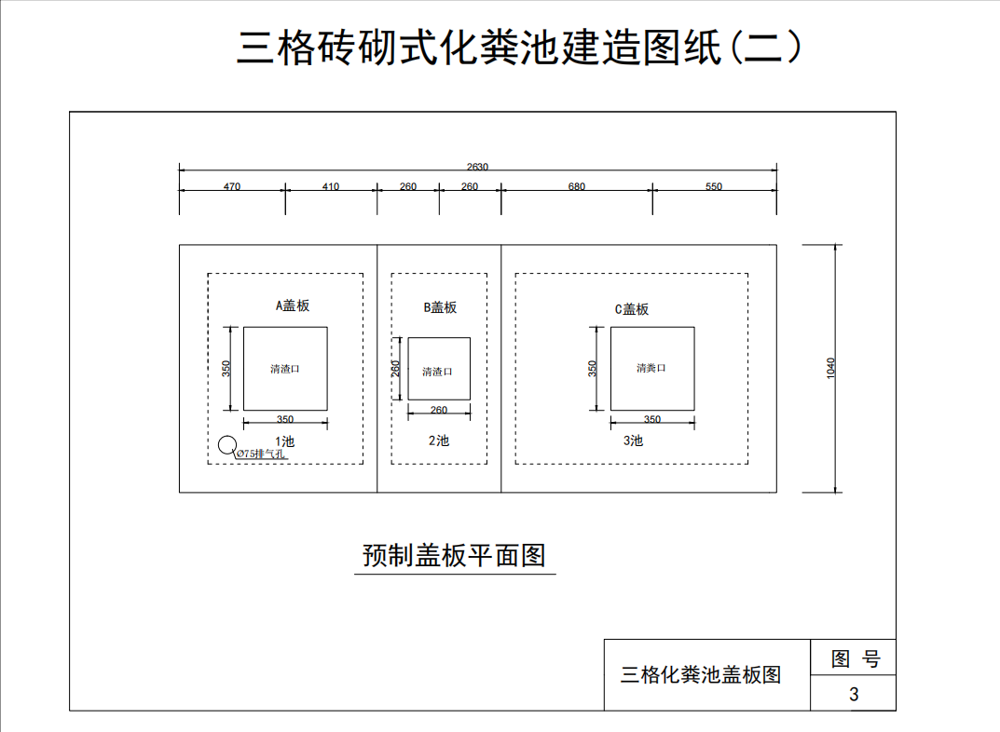 三格砖砌式化粪池建造图纸(二)
2630
470 410 260 260 680 550
A盖板 B盖板 C盖板
350 清渣口 260 清渣口 350 清粪口 1040
350 260 350
1池 2池 3池
Ø75排气孔
预制盖板平面图
三格化粪池盖板图
图 号
3